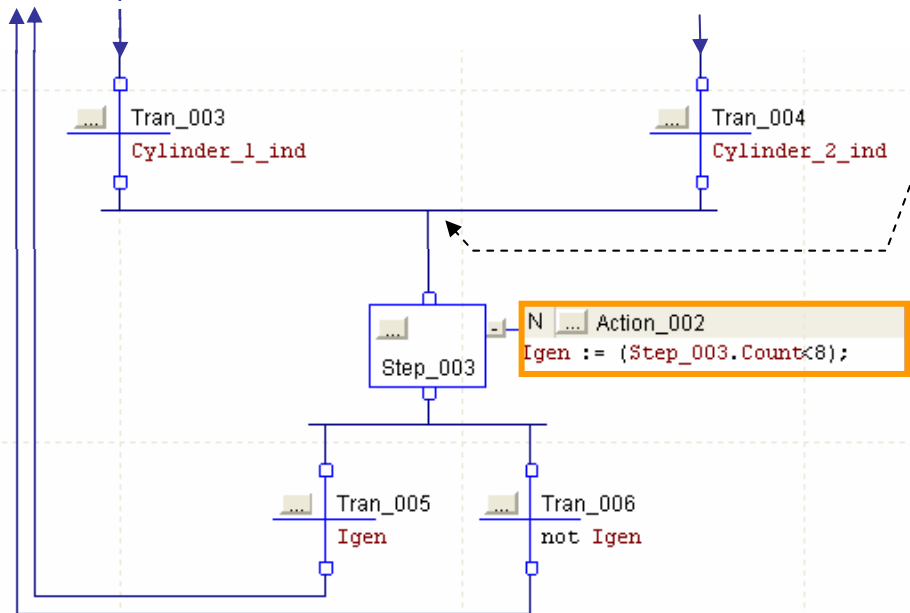 ... Tran_003
Cylinder_1_ind
... Tran_004
Cylinder_2_ind
...
Step_003
-
N ... Action_002
Igen := (Step_003.Count<8);
... Tran_005
Igen
... Tran_006
not Igen